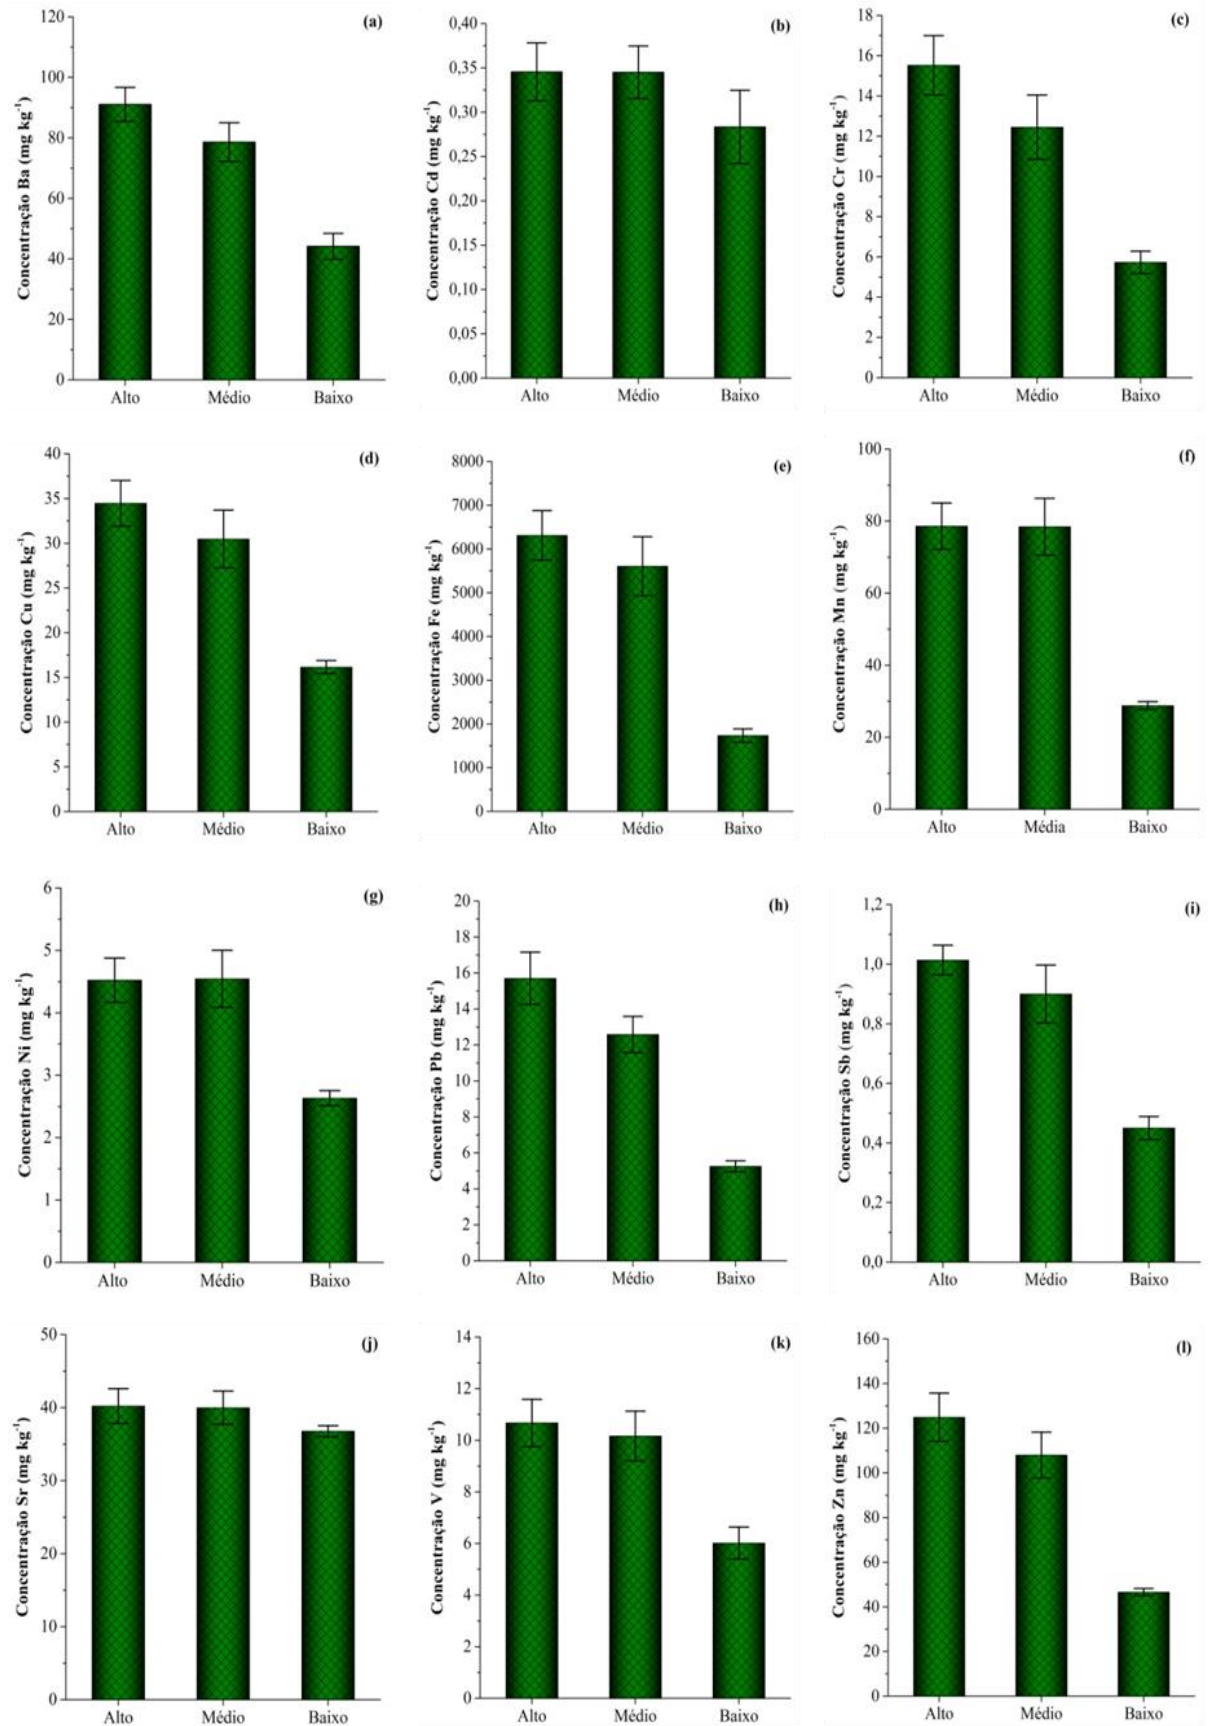 (a)
Concentração Ba (mg kg⁻¹)
120
100
80
60
40
20
0
Alto Médio Baixo
(b)
Concentração Cd (mg kg⁻¹)
0,40
0,35
0,30
0,25
0,20
0,15
0,10
0,05
0,00
Alto Médio Baixo
(c)
Concentração Cr (mg kg⁻¹)
18
16
14
12
10
8
6
4
2
0
Alto Médio Baixo
(d)
Concentração Cu (mg kg⁻¹)
40
35
30
25
20
15
10
5
0
Alto Médio Baixo
(e)
Concentração Fe (mg kg⁻¹)
8000
7000
6000
5000
4000
3000
2000
1000
0
Alto Médio Baixo
(f)
Concentração Mn (mg kg⁻¹)
100
80
60
40
20
0
Alto Média Baixo
(g)
Concentração Ni (mg kg⁻¹)
6
5
4
3
2
1
0
Alto Médio Baixo
(h)
Concentração Pb (mg kg⁻¹)
20
18
16
14
12
10
8
6
4
2
0
Alto Médio Baixo
(i)
Concentração Sb (mg kg⁻¹)
1,2
1,0
0,8
0,6
0,4
0,2
0,0
Alto Médio Baixo
(j)
Concentração Sr (mg kg⁻¹)
50
40
30
20
10
0
Alto Médio Baixo
(k)
Concentração V (mg kg⁻¹)
14
12
10
8
6
4
2
0
Alto Médio Baixo
(l)
Concentração Zn (mg kg⁻¹)
160
140
120
100
80
60
40
20
0
Alto Médio Baixo